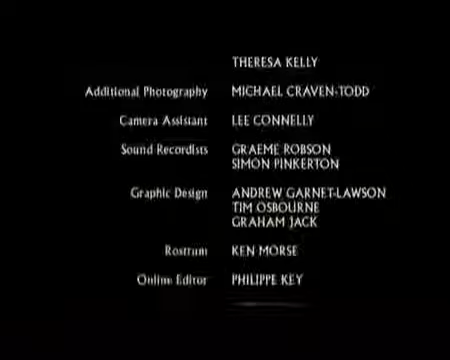 THERESA KELLY
Additional Photography MICHAEL CRAVEN-TODD
Camera Assistant LEE CONNELLY
Sound Recordists GRAEME ROBSON
SIMON PINKERTON
Graphic Design ANDREW GARNET-LAWSON
TIM OSBOURNE
GRAHAM JACK
Rostrum KEN MORSE
Online Editor PHILIPPE KEY